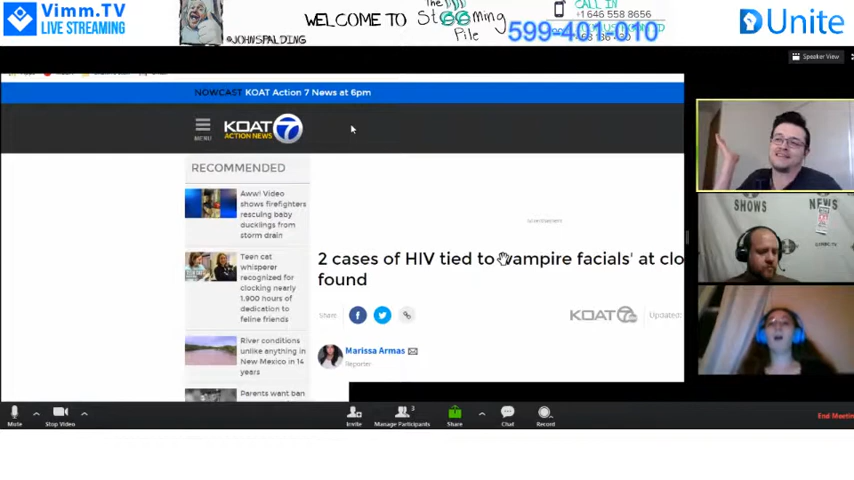 Vimm.TV
LIVE STREAMING
@JOHNSPALDING
WELCOME TO
The
Pile
CALL IN
+1 646 558 8656
599-401-010
Unite
Speaker View
NOWCAST KOAT Action 7 News at 6pm
KOAT 7
ACTION NEWS
RECOMMENDED
Aww! Video
shows firefighters
rescuing baby
ducklings from
storm drain
Teen cat
whisperer
recognized for
clocking nearly
1,900 hours of
dedication to
feline friends
River conditions
unlike anything in
New Mexico in 14
years
Parents want ban
2 cases of HIV tied to 'vampire facials' at clo
found
Share
KOAT 7
Updated:
Marissa Armas
Reporter
SHOWS
NEWS
Mute
Stop Video
Invite
3
Manage Participants
Share
Chat
Record
End Meetin